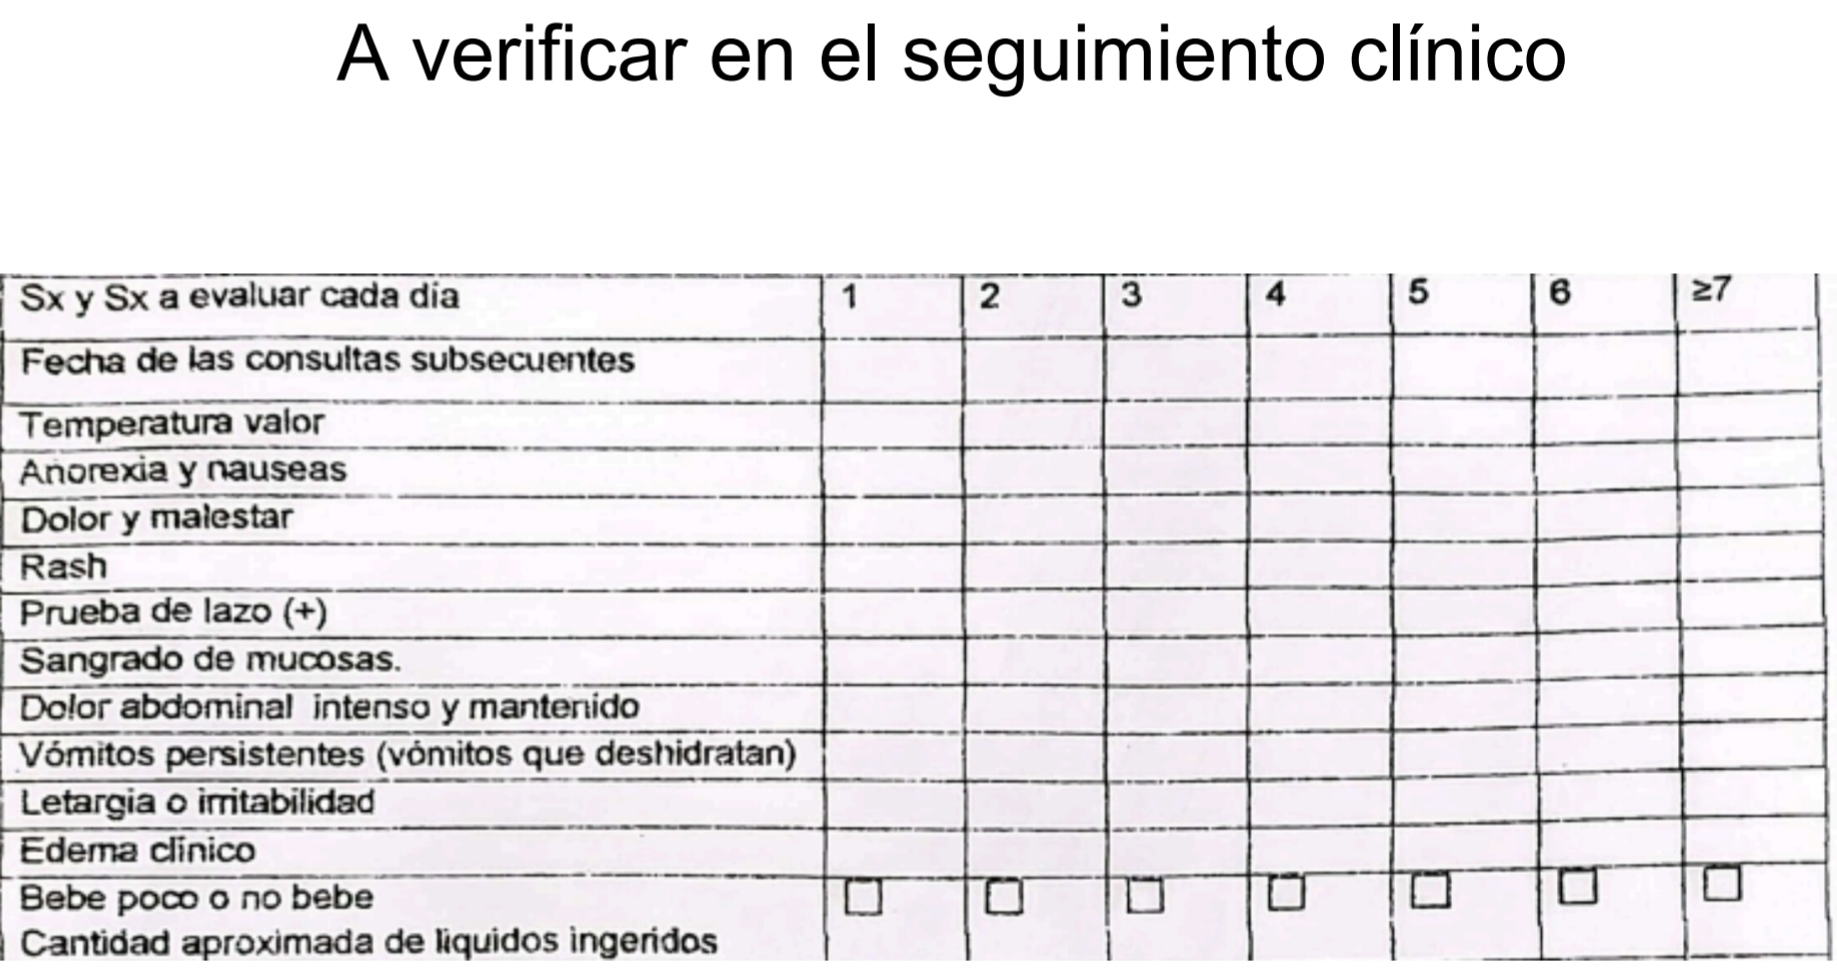 A verificar en el seguimiento clínico
Sx y Sx a evaluar cada día 1 2 3 4 5 6 ≥7
Fecha de las consultas subsecuentes
Temperatura valor
Anorexia y nauseas
Dolor y malestar
Rash
Prueba de lazo (+)
Sangrado de mucosas.
Dolor abdominal intenso y mantenido
Vómitos persistentes (vómitos que deshidratan)
Letargia o irritabilidad
Edema clínico
Bebe poco o no bebe
Cantidad aproximada de líquidos ingeridos